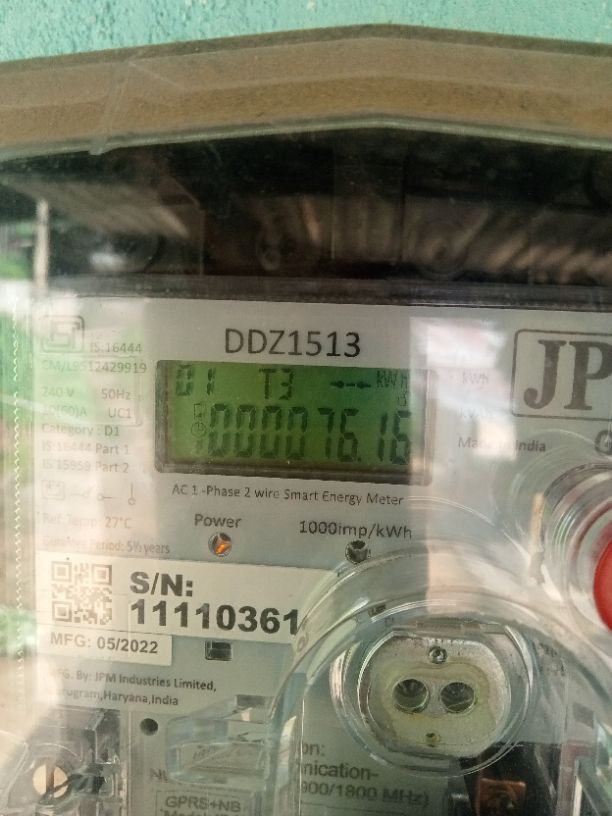 IS:16444
CM/L9512429919
DDZ1513
JP
240 V 50Hz
10(60)A UC1
Category : D1
IS:16444 Part 1
IS 15959 Part 2
01 T3 kWh
000076.16
kWh
Made in India
AC 1 -Phase 2 wire Smart Energy Meter
Ref. Temp: 27°C
Power
1000imp/kWh
Period: 5½ years
S/N:
11110361
MFG: 05/2022
MFG. By: JPM Industries Limited,
Gurugram,Haryana,India
900/1800 MHz)
GPRS+NB